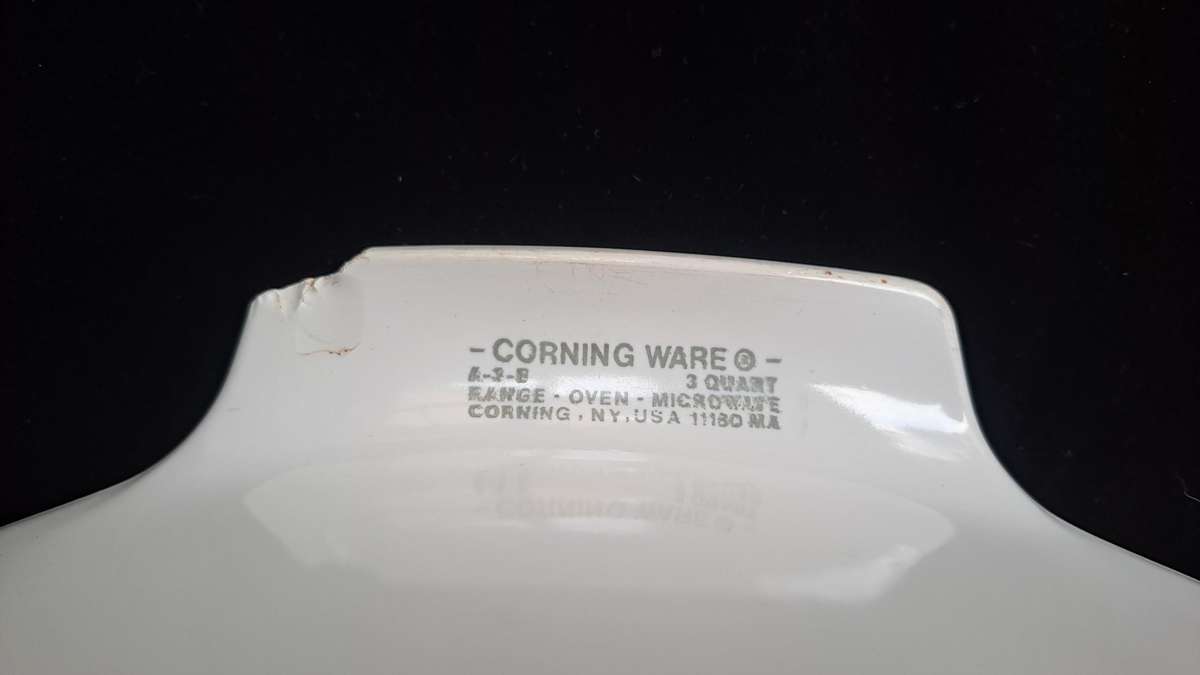 - CORNING WARE ® -
A-3-B 3 QUART
RANGE - OVEN - MICROWAVE
CORNING, NY, USA 11180 MA